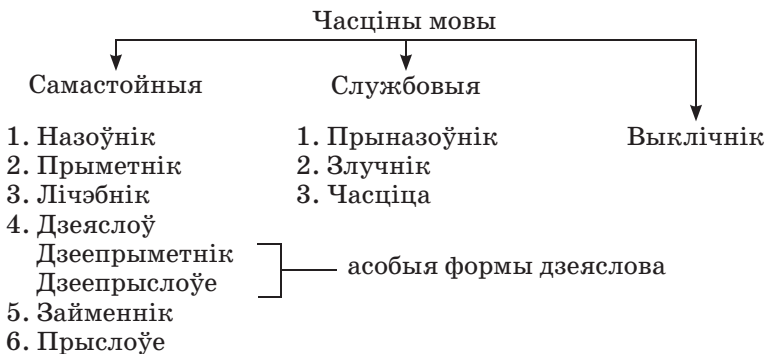 Часціны мовы
Самастойныя Службовыя
1. Назоўнік 1. Прыназоўнік Выклічнік
2. Прыметнік 2. Злучнік
3. Лічэбнік 3. Часціца
4. Дзеяслоў
Дзеепрыметнік
асобыя формы дзеяслова
Дзеепрыслоўе
5. Займеннік
6. Прыслоўе